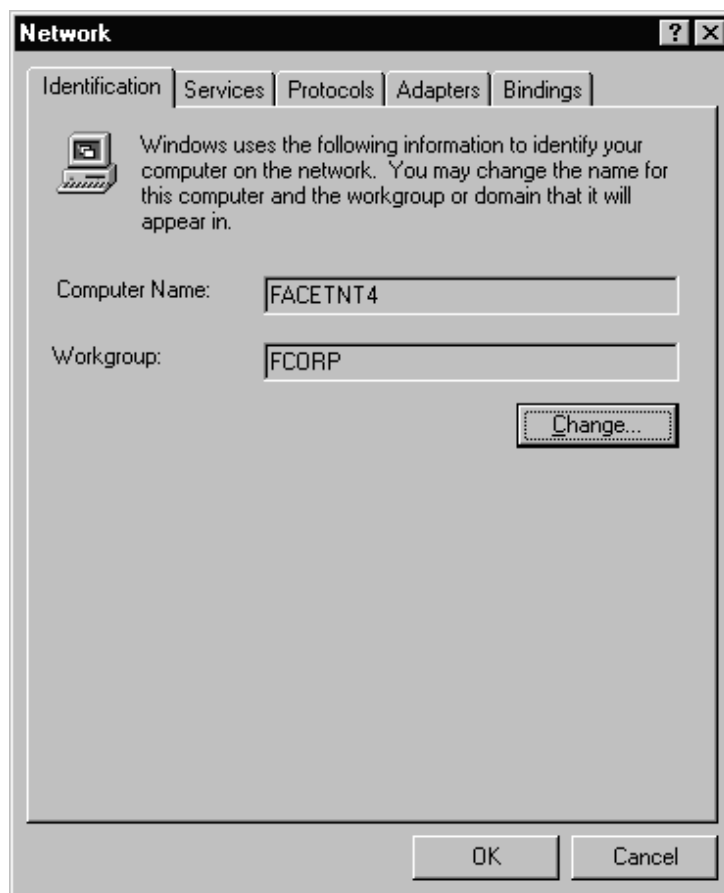 Network
Identification Services Protocols Adapters Bindings
Windows uses the following information to identify your
computer on the network. You may change the name for
this computer and the workgroup or domain that it will
appear in.
Computer Name: FACETNT4
Workgroup: FCORP
Change...
OK Cancel